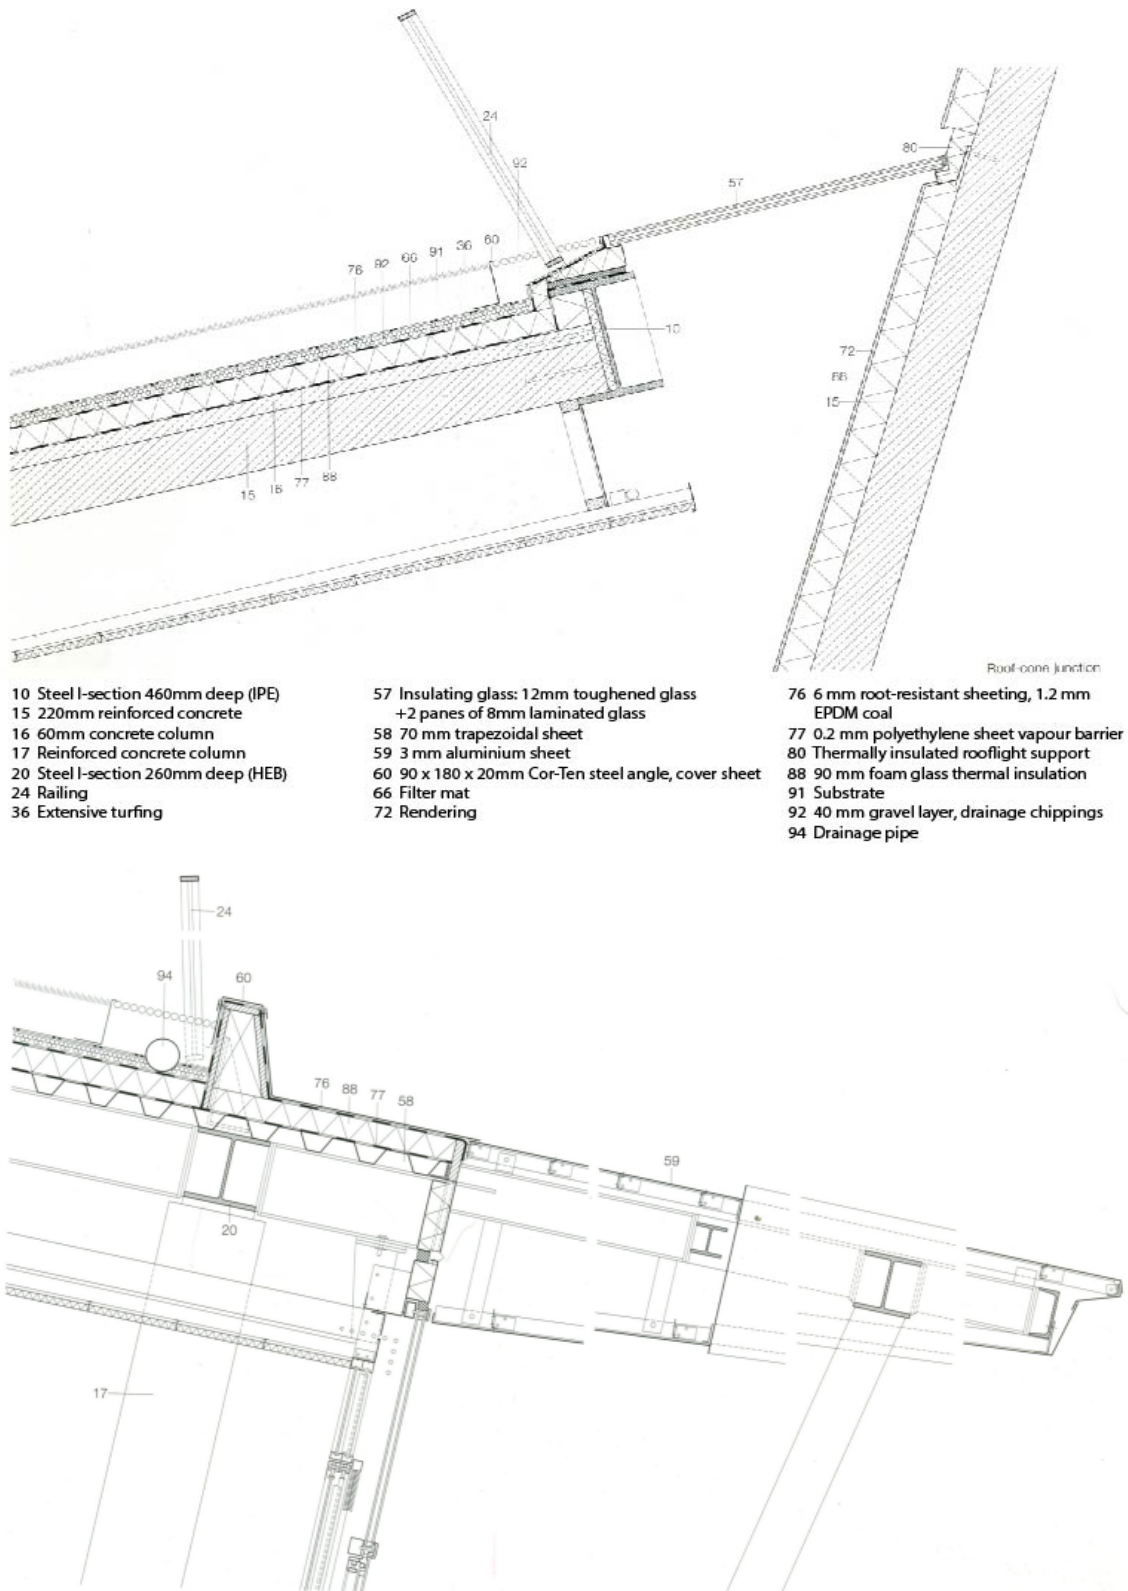 24
92
80
57
76 92 66 91 36 60
10
72
88
15
15 16 77 88
Roof-cone junction
10 Steel I-section 460mm deep (IPE)
15 220mm reinforced concrete
16 60mm concrete column
17 Reinforced concrete column
20 Steel I-section 260mm deep (HEB)
24 Railing
36 Extensive turfing
57 Insulating glass: 12mm toughened glass
+2 panes of 8mm laminated glass
58 70 mm trapezoidal sheet
59 3 mm aluminium sheet
60 90 x 180 x 20mm Cor-Ten steel angle, cover sheet
66 Filter mat
72 Rendering
76 6 mm root-resistant sheeting, 1.2 mm
EPDM coal
77 0.2 mm polyethylene sheet vapour barrier
80 Thermally insulated rooflight support
88 90 mm foam glass thermal insulation
91 Substrate
92 40 mm gravel layer, drainage chippings
94 Drainage pipe
24
94
60
76 88 77 58
59
20
17